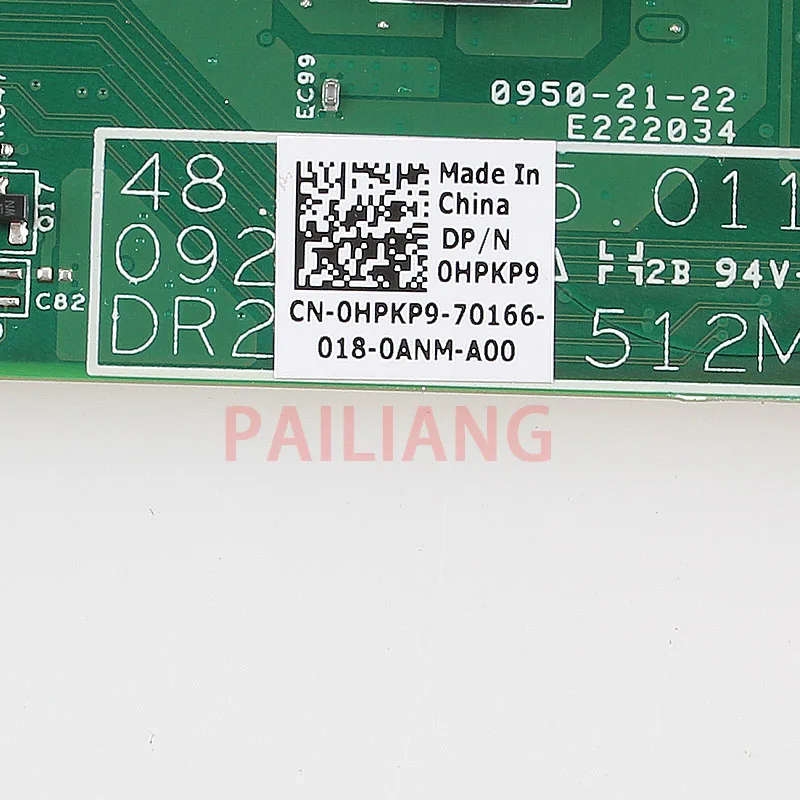 EC99
0950-21-22
E222034
48.
5.011
092
2B 94V-
DR2
512M
Q17
C82
Made In
China
DP/N
0HPKP9
CN-0HPKP9-70166-
018-0ANM-A00
PAILIANG